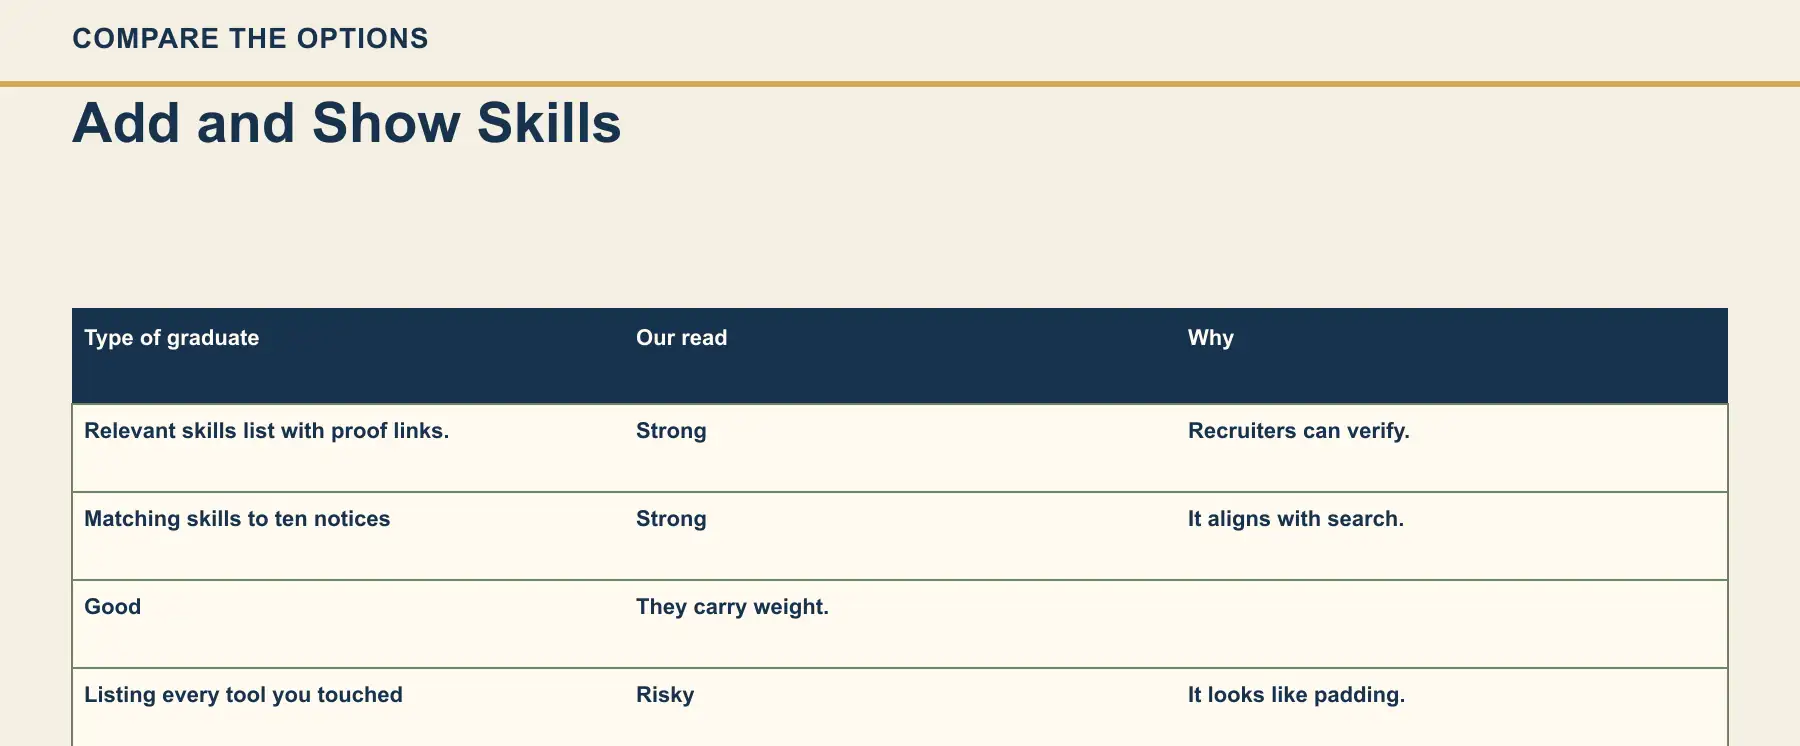 COMPARE THE OPTIONS
Add and Show Skills
Type of graduate Our read Why
Relevant skills list with proof links. Strong Recruiters can verify.
Matching skills to ten notices Strong It aligns with search.
Good They carry weight.
Listing every tool you touched Risky It looks like padding.